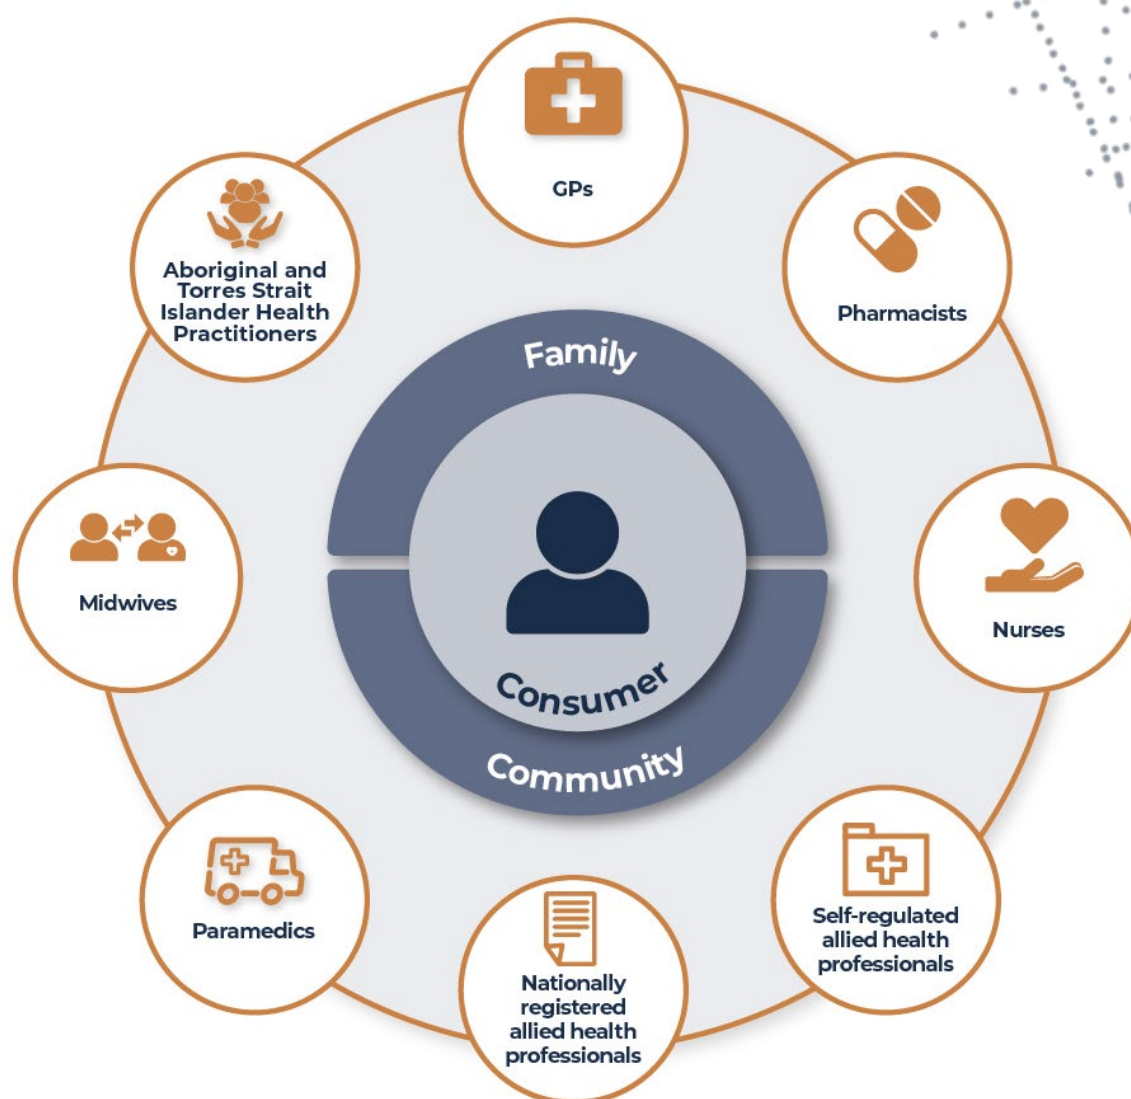 GPs
Pharmacists
Nurses
Self-regulated
allied health
professionals
Nationally
registered
allied health
professionals
Paramedics
Midwives
Aboriginal and
Torres Strait
Islander Health
Practitioners
Family
Consumer
Community